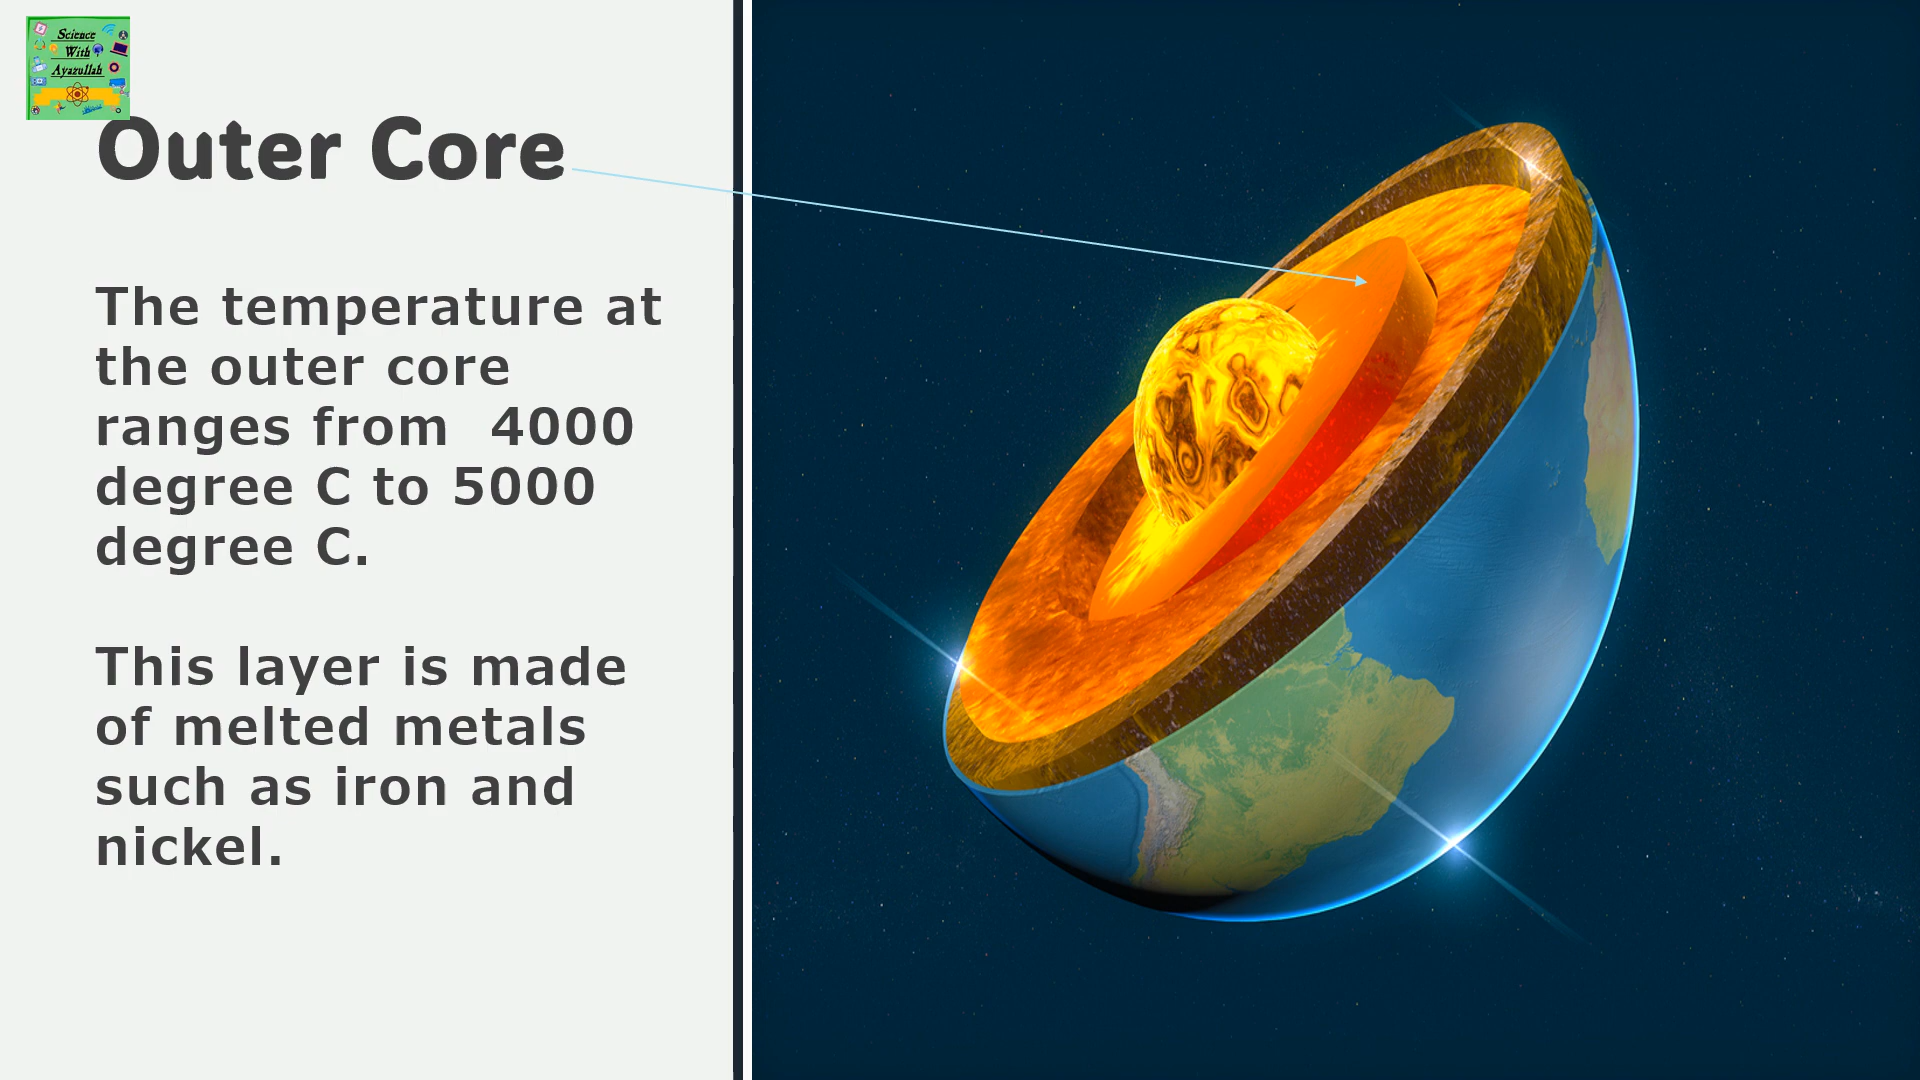 Science
With
Ayazullah
Outer Core
The temperature at
the outer core
ranges from  4000
degree C to 5000
degree C.
This layer is made
of melted metals
such as iron and
nickel.